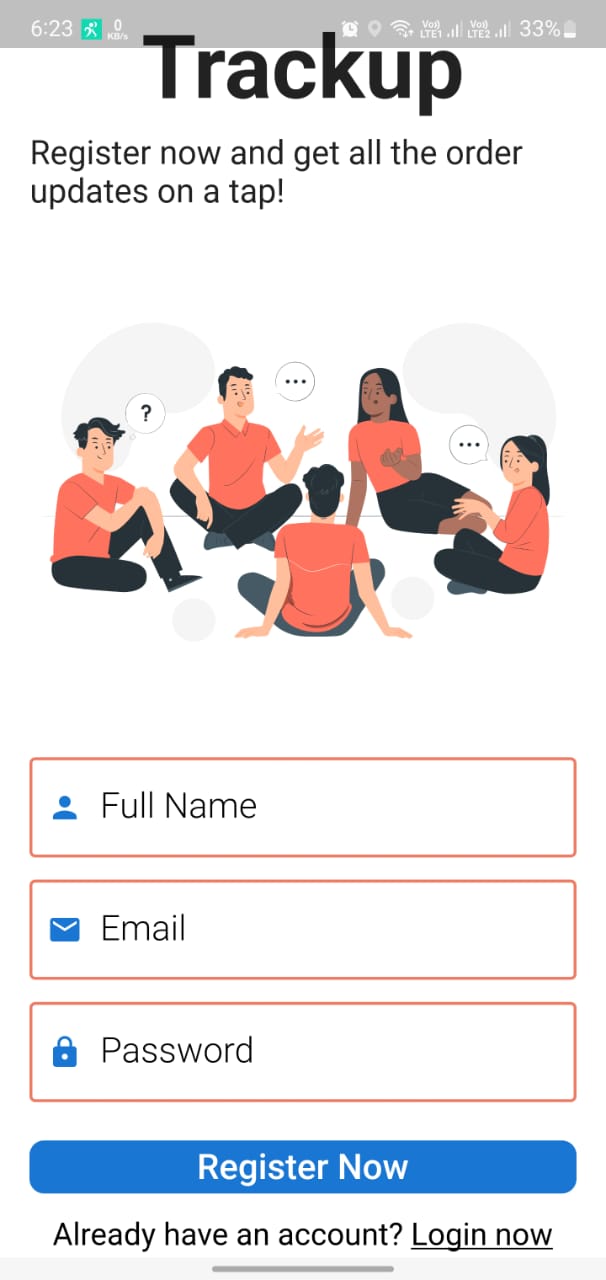 6:23 0 KB/s Vo) LTE1 Vo) LTE2 33%
Trackup
Register now and get all the order
updates on a tap!
?
Full Name
Email
Password
Register Now
Already have an account? Login now